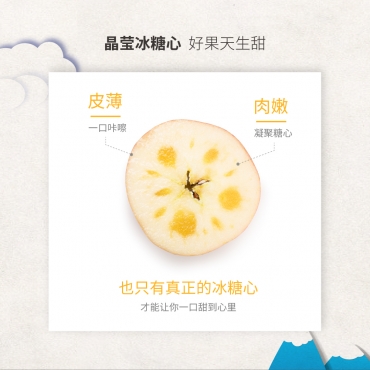 晶莹冰糖心 好果天生甜
皮薄
一口咔嚓
肉嫩
凝聚糖心
也只有真正的冰糖心
才能让你一口甜到心里